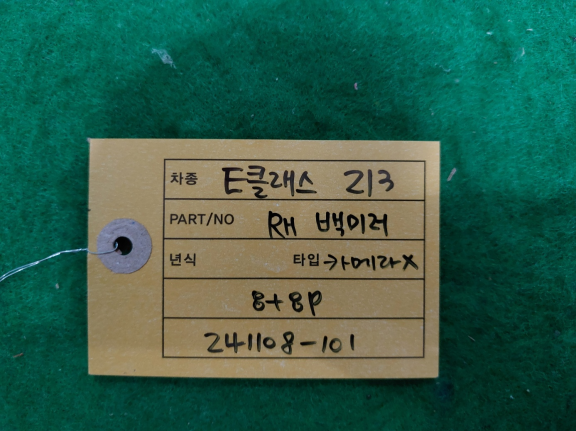 차종 E클래스 213
PART/NO RH 백미러
년식 타입 카메라X
8+8P
241108-101